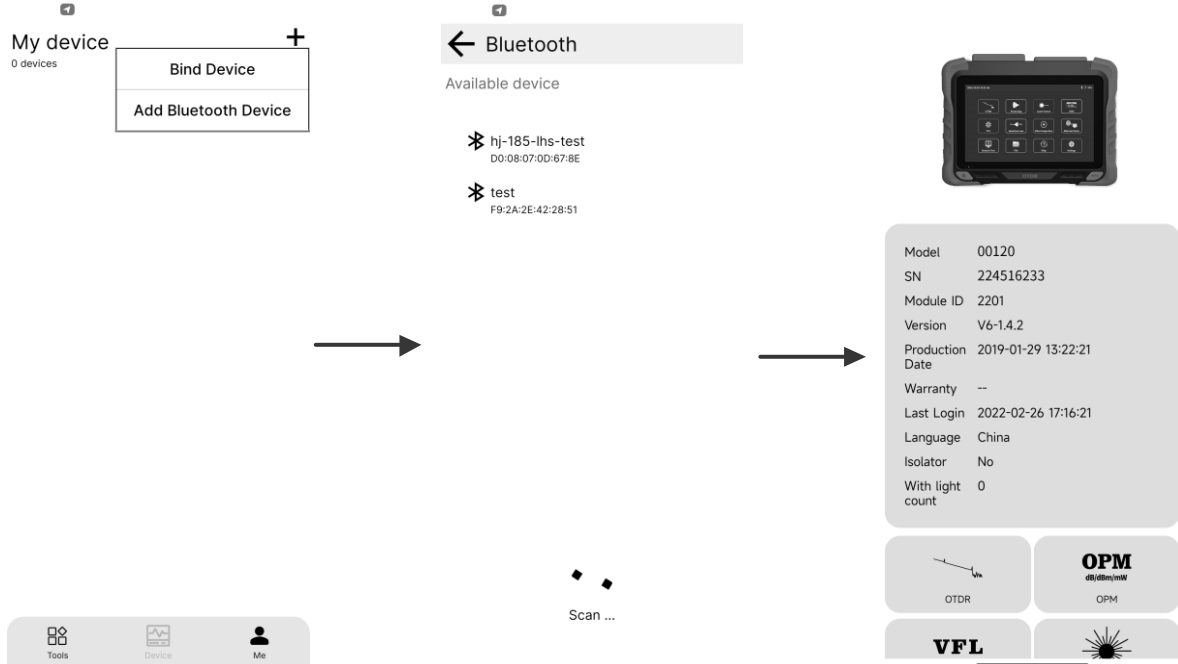 My device
0 devices
Bind Device
Add Bluetooth Device
Tools
Device
Me
Bluetooth
Available device
hj-185-lhs-test
D0:08:07:0D:67:8E
test
F9:2A:2E:42:28:51
Scan ...
OTDR
Model 00120
SN 224516233
Module ID 2201
Version V6-1.4.2
Production 2019-01-29 13:22:21
Date
Warranty --
Last Login 2022-02-26 17:16:21
Language China
Isolator No
With light 0
count
OTDR
OPM
dB/dBm/mW
OPM
VFL